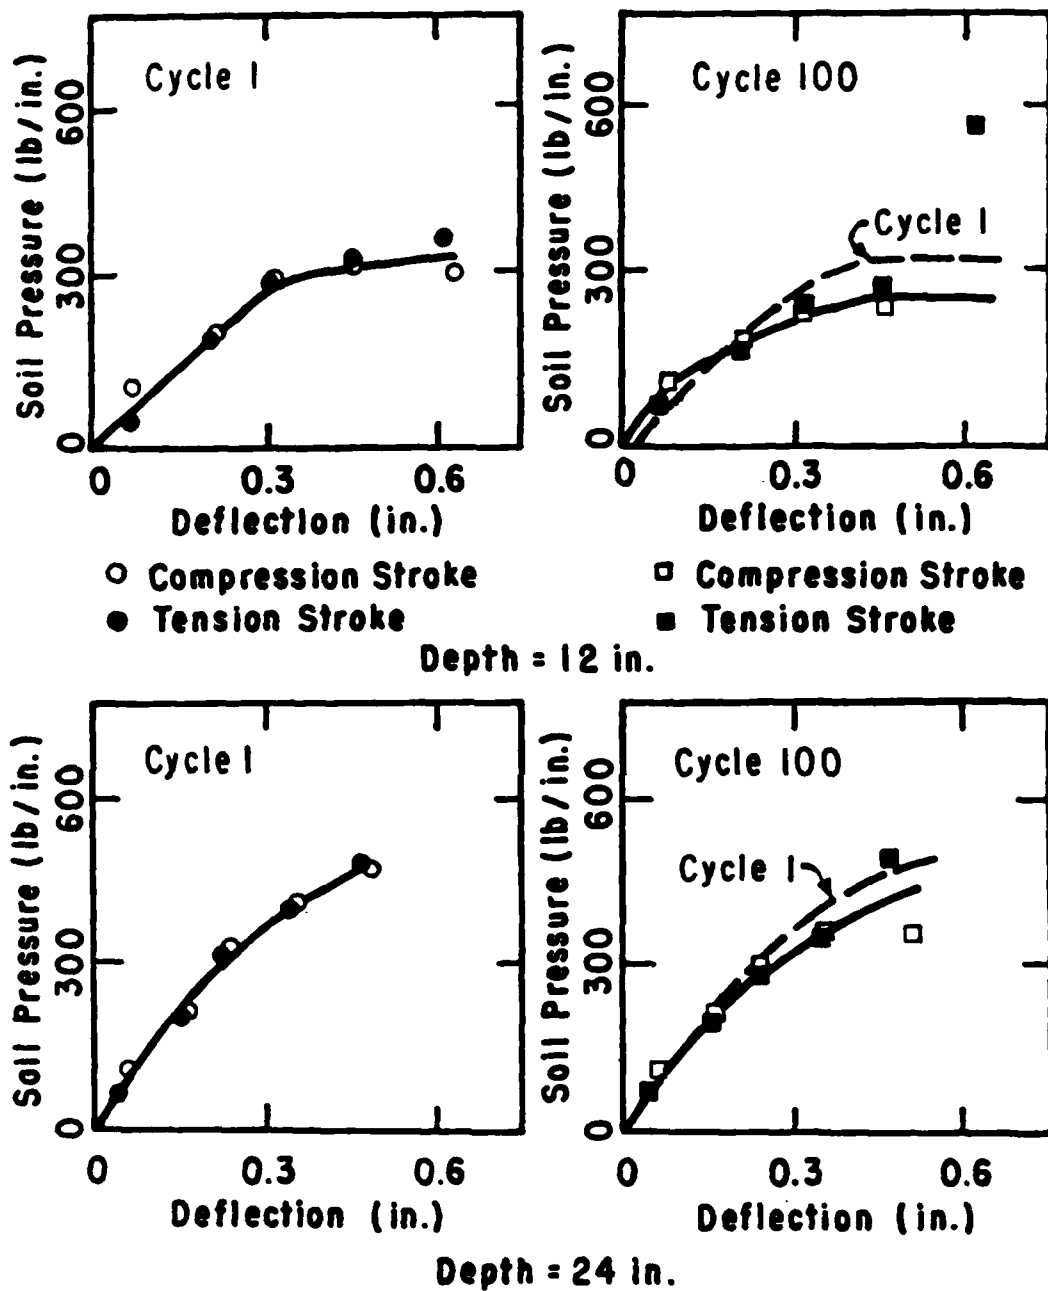 Cycle 1
Soil Pressure (lb/in.)
600
300
0
0 0.3 0.6
Deflection (in.)
Cycle 100
Cycle 1
Soil Pressure (lb/in.)
600
300
0
0 0.3 0.6
Deflection (in.)
Compression Stroke
Tension Stroke
Compression Stroke
Tension Stroke
Depth = 12 in.
Cycle 1
Soil Pressure (lb/in.)
600
300
0
0 0.3 0.6
Deflection (in.)
Cycle 100
Cycle 1
Soil Pressure (lb/in.)
600
300
0
0 0.3 0.6
Deflection (in.)
Depth = 24 in.